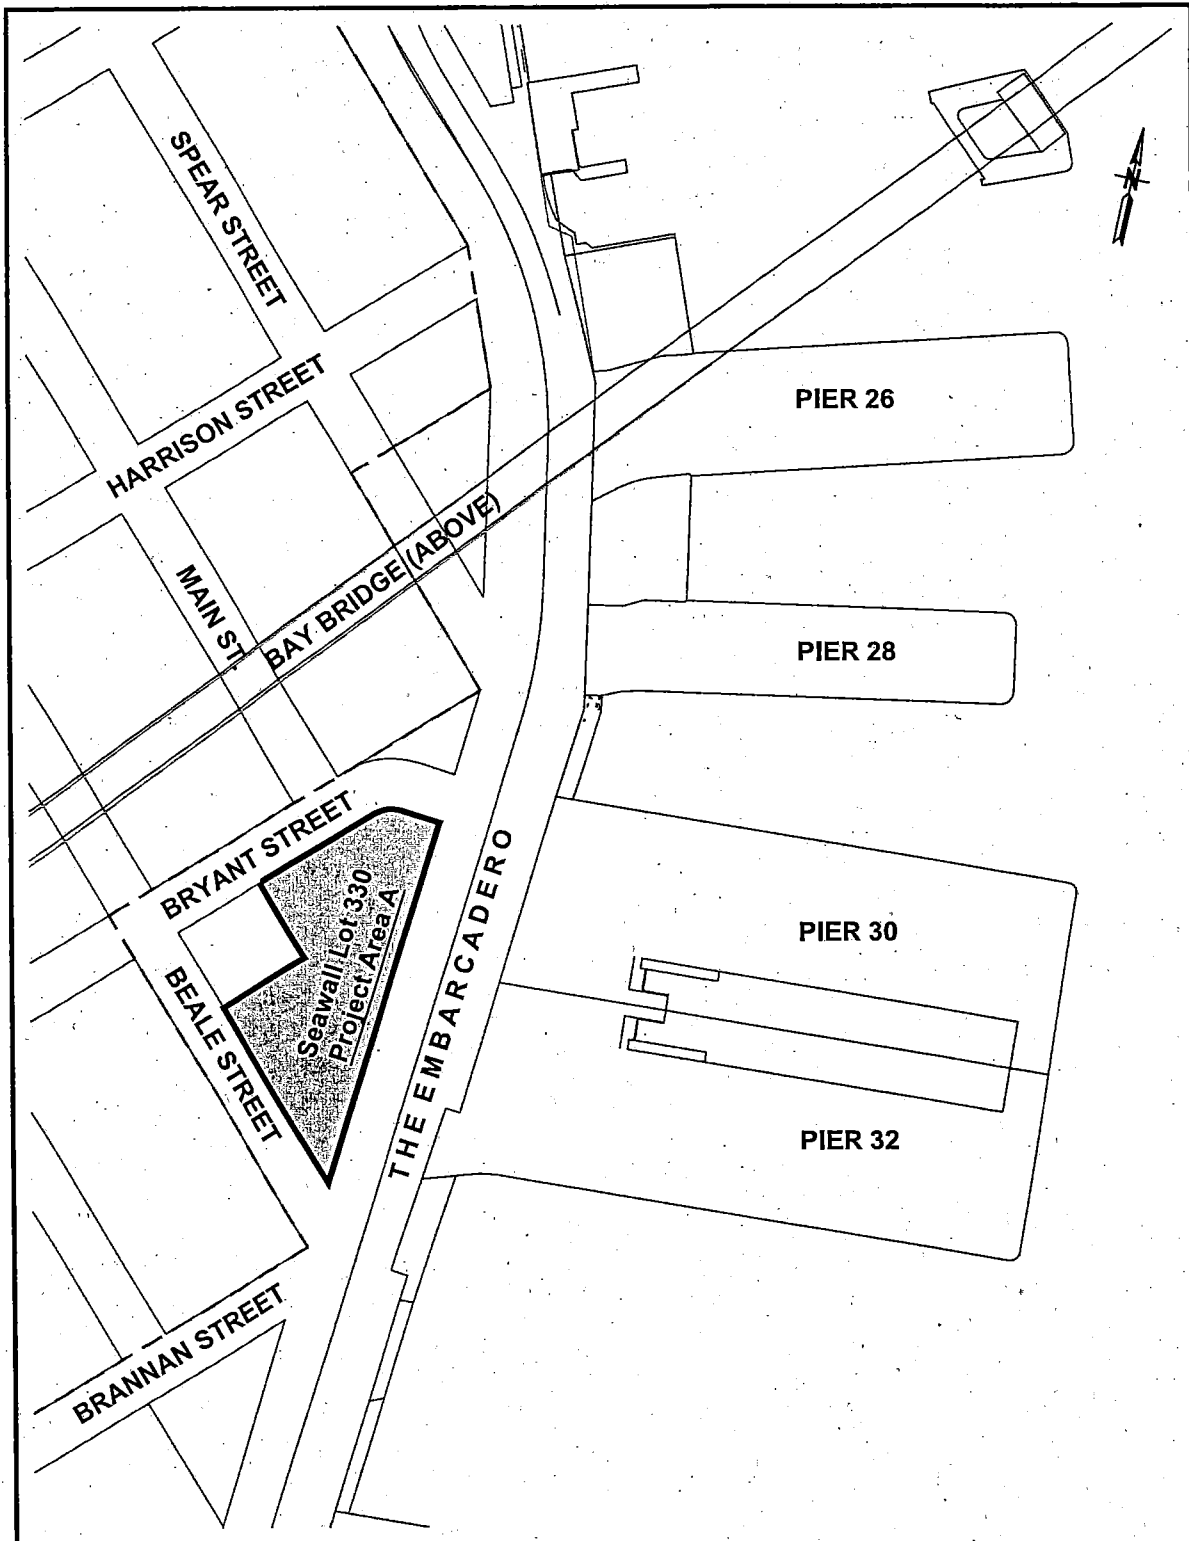 SPEAR STREET
N
HARRISON STREET
PIER 26
MAIN ST.
BAY BRIDGE (ABOVE)
PIER 28
BRYANT STREET
Seawall Lot 330
Project Area A
THE EMBARCADERO
PIER 30
BEALE STREET
PIER 32
BRANNAN STREET